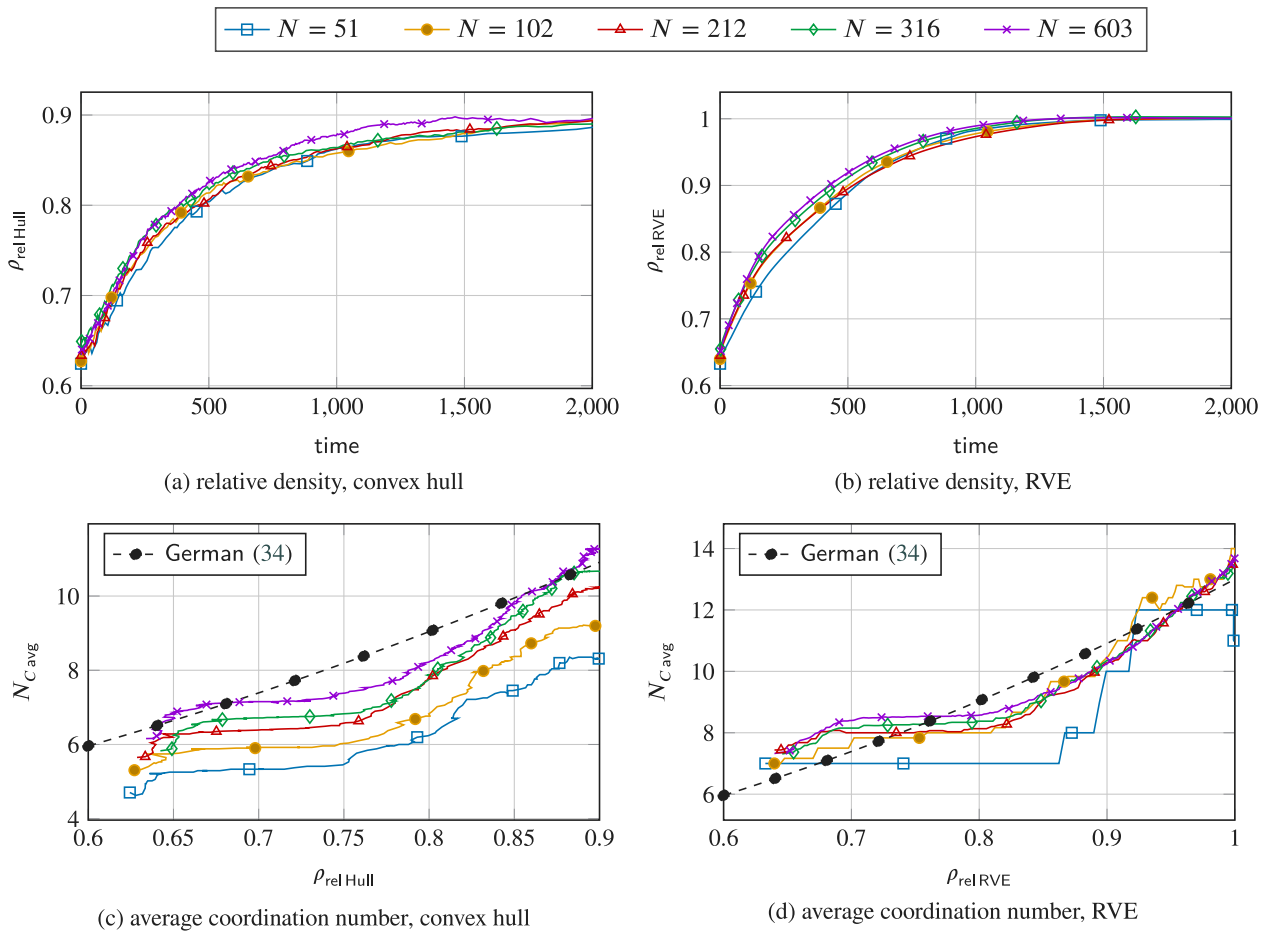 N = 51 N = 102 N = 212 N = 316 N = 603
0.9
0.8
0.7
0.6
ρrel Hull
0 500 1,000 1,500 2,000
time
(a) relative density, convex hull
1
0.9
0.8
0.7
0.6
ρrel RVE
0 500 1,000 1,500 2,000
time
(b) relative density, RVE
German (34)
10
8
6
4
NC avg
0.6 0.65 0.7 0.75 0.8 0.85 0.9
ρrel Hull
(c) average coordination number, convex hull
German (34)
14
12
10
8
6
NC avg
0.6 0.7 0.8 0.9 1
ρrel RVE
(d) average coordination number, RVE